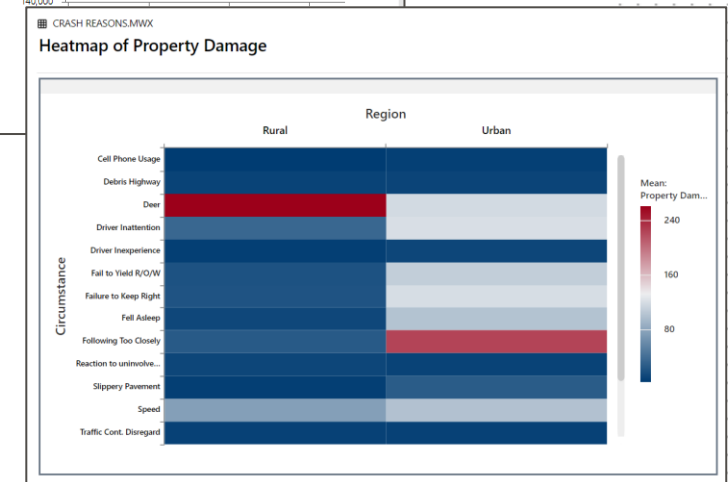 140,000
CRASH REASONS.MWX
Heatmap of Property Damage
Region
Rural Urban
Circumstance
Cell Phone Usage
Debris Highway
Deer
Driver Inattention
Driver Inexperience
Fail to Yield R/O/W
Failure to Keep Right
Fell Asleep
Following Too Closely
Reaction to uninvolve...
Slippery Pavement
Speed
Traffic Cont. Disregard
Mean:
Property Dam...
240
160
80